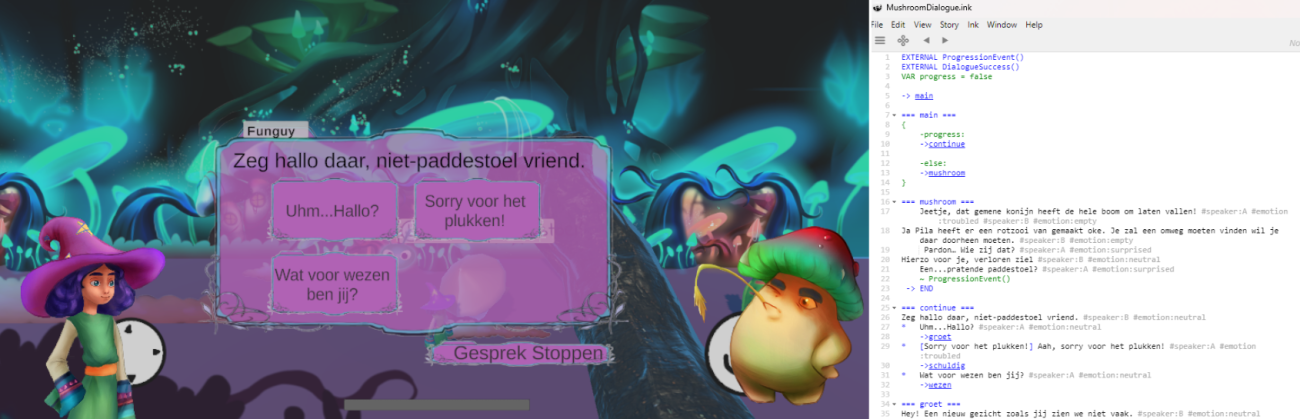 Funguy
Zeg hallo daar, niet-paddestoel vriend.
Uhm...Hallo?
Sorry voor het
plukken!
Wat voor wezen
ben jij?
Gesprek Stoppen
MushroomDialogue.ink
File Edit View Story Ink Window Help
No
1 EXTERNAL ProgressionEvent()
2 EXTERNAL DialogueSuccess()
3 VAR progress = false
4
5 -> main
6
7 === main ===
8 {
9 -progress:
10 ->continue
11
12 -else:
13 ->mushroom
14 }
15
16 === mushroom ===
17 Jeetje, dat gemene konijn heeft de hele boom om laten vallen! #speaker:A #emotion
:troubled #speaker:B #emotion:empty
18 Ja Pila heeft er een rotzooi van gemaakt oke. Je zal een omweg moeten vinden wil je
daar doorheen moeten. #speaker:B #emotion:empty
19 Pardon… Wie zij dat? #speaker:A #emotion:surprised
20 Hierzo voor je, verloren ziel #speaker:B #emotion:neutral
21 Een...pratende paddestoel? #speaker:A #emotion:surprised
22 ~ ProgressionEvent()
23 -> END
24
25 === continue ===
26 Zeg hallo daar, niet-paddestoel vriend. #speaker:B #emotion:neutral
27 * Uhm...Hallo? #speaker:A #emotion:neutral
28 ->groet
29 * [Sorry voor het plukken!] Aah, sorry voor het plukken! #speaker:A #emotion
:troubled
30 ->schuldig
31 * Wat voor wezen ben jij? #speaker:A #emotion:neutral
32 ->wezen
33
34 === groet ===
35 Hey! Een nieuw gezicht zoals jij zien we niet vaak. #speaker:B #emotion:neutral